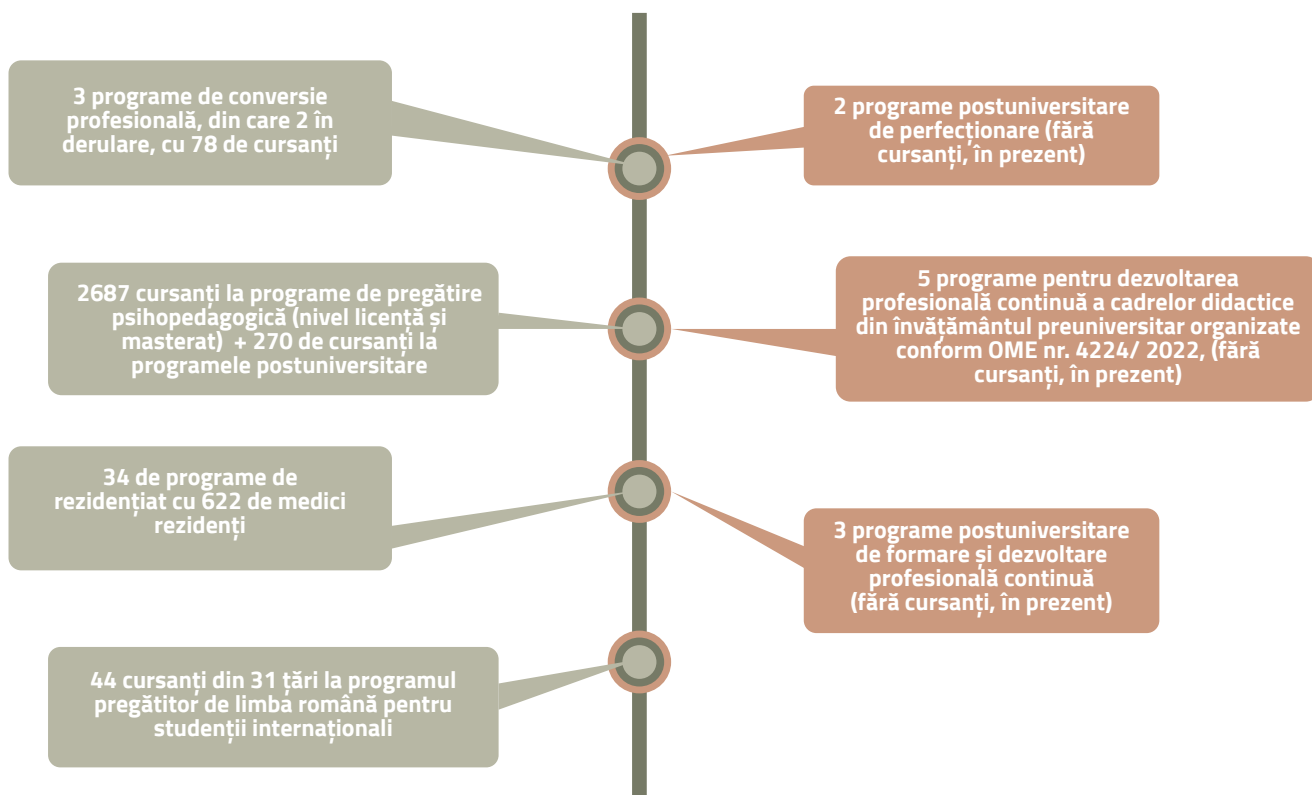 3 programe de conversie
profesională, din care 2 în
derulare, cu 78 de cursanți
2 programe postuniversitare
de perfecționare (fără
cursanți, în prezent)
2687 cursanți la programe de pregătire
psihopedagogică (nivel licență și
masterat) + 270 de cursanți la
programele postuniversitare
5 programe pentru dezvoltarea
profesională continuă a cadrelor didactice
din învățământul preuniversitar organizate
conform OME nr. 4224/ 2022, (fără
cursanți, în prezent)
34 de programe de
rezidențiat cu 622 de medici
rezidenți
3 programe postuniversitare
de formare și dezvoltare
profesională continuă
(fără cursanți, în prezent)
44 cursanți din 31 țări la programul
pregătitor de limba română pentru
studenții internaționali